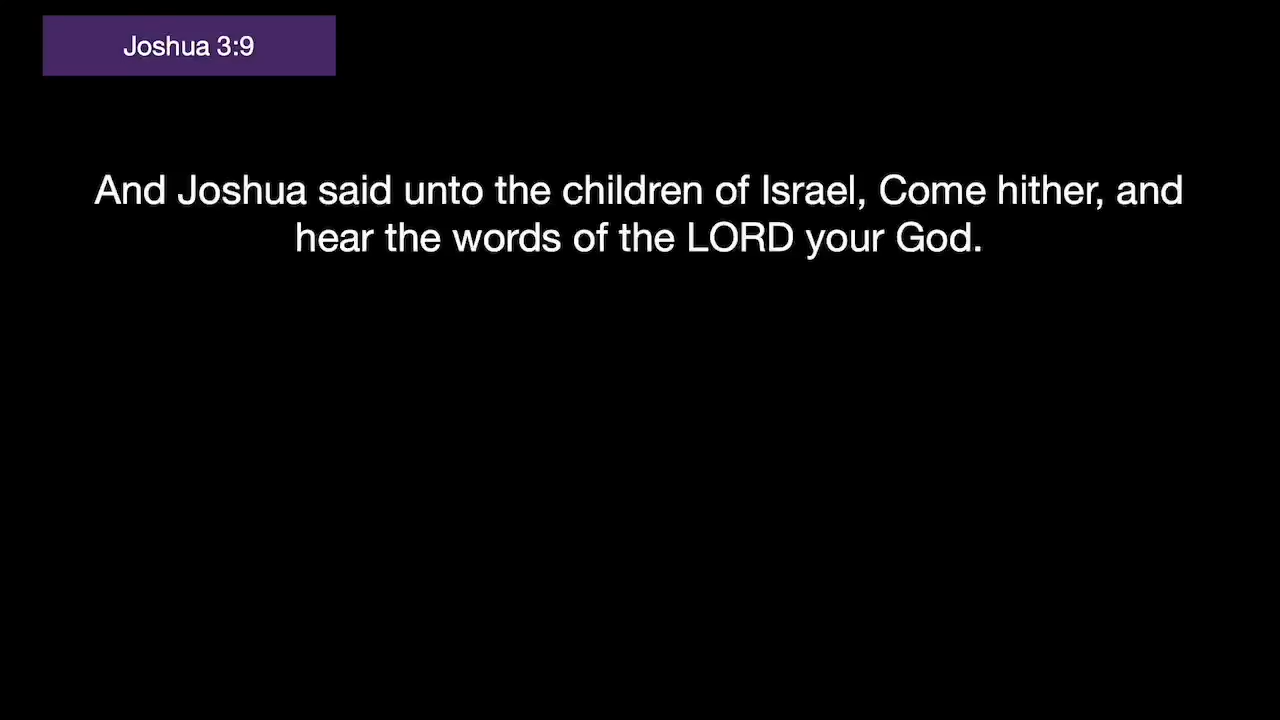 Joshua 3:9
And Joshua said unto the children of Israel, Come hither, and
hear the words of the LORD your God.